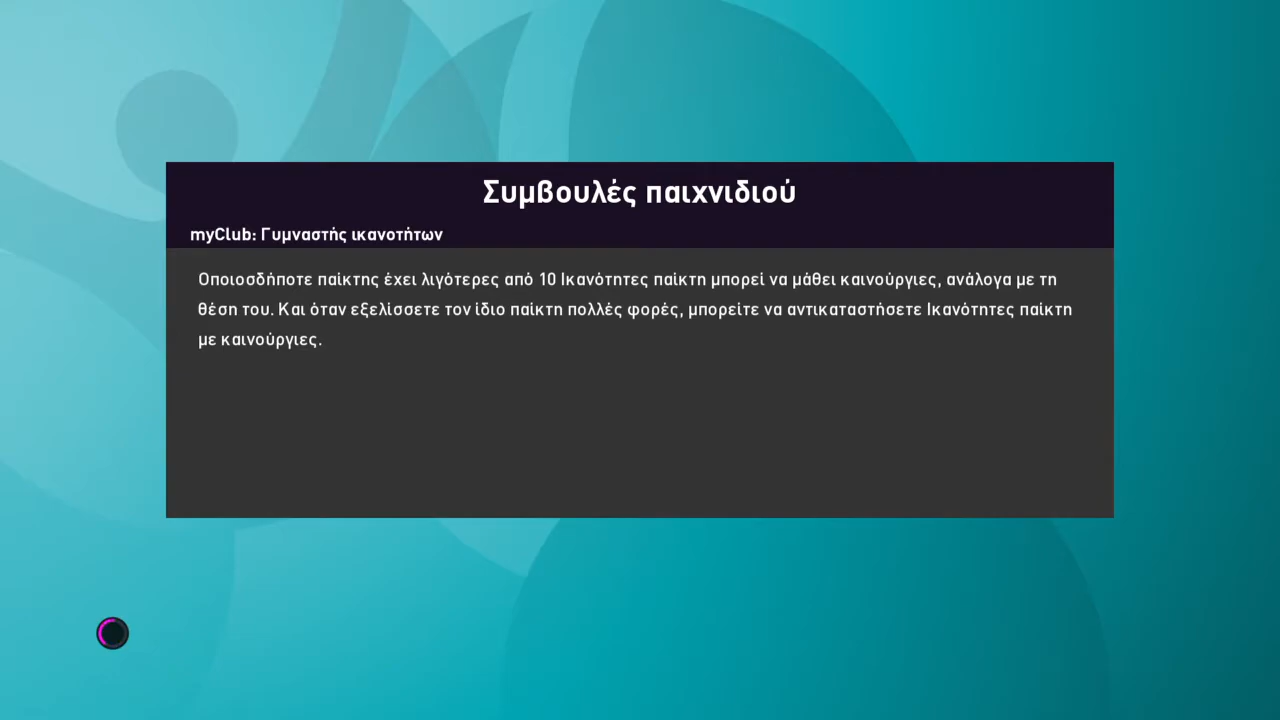 Συμβουλές παιχνιδιού
myClub: Γυμναστής ικανοτήτων
Οποιοσδήποτε παίκτης έχει λιγότερες από 10 Ικανότητες παίκτη μπορεί να μάθει καινούργιες, ανάλογα με τη
θέση του. Και όταν εξελίσσετε τον ίδιο παίκτη πολλές φορές, μπορείτε να αντικαταστήσετε Ικανότητες παίκτη
με καινούργιες.